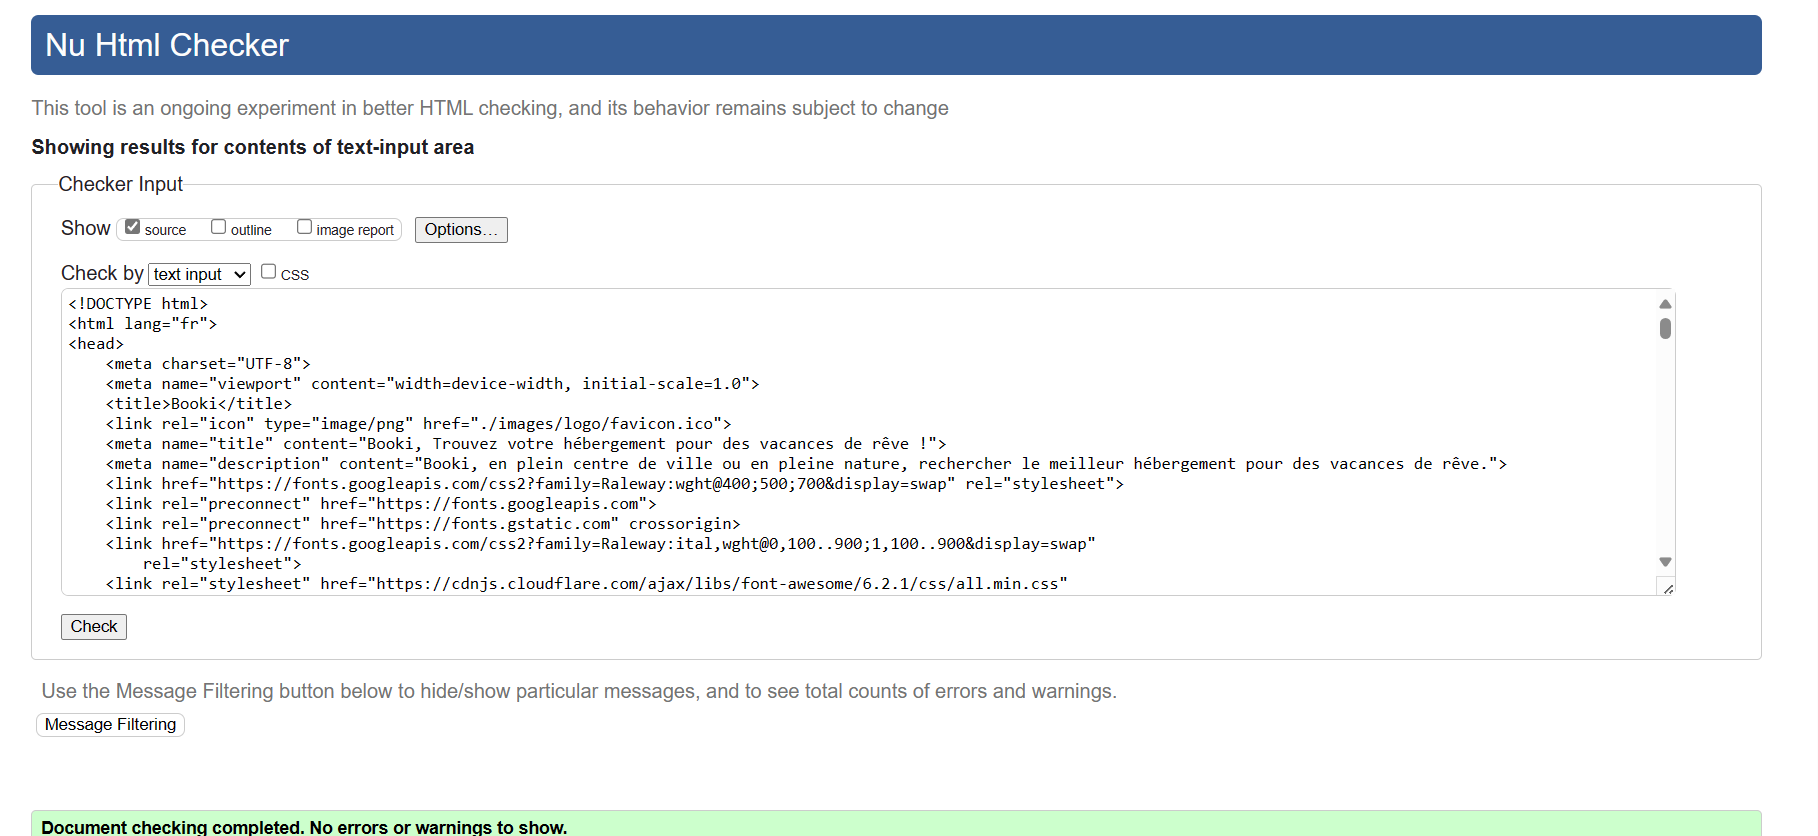 Nu Html Checker
This tool is an ongoing experiment in better HTML checking, and its behavior remains subject to change
Showing results for contents of text-input area
Checker Input
Show source outline image report Options...
Check by text input CSS
<!DOCTYPE html>
<html lang="fr">
<head>
    <meta charset="UTF-8">
    <meta name="viewport" content="width=device-width, initial-scale=1.0">
    <title>Booki</title>
    <link rel="icon" type="image/png" href="./images/logo/favicon.ico">
    <meta name="title" content="Booki, Trouvez votre hébergement pour des vacances de rêve !">
    <meta name="description" content="Booki, en plein centre de ville ou en pleine nature, rechercher le meilleur hébergement pour des vacances de rêve.">
    <link href="https://fonts.googleapis.com/css2?family=Raleway:wght@400;500;700&display=swap" rel="stylesheet">
    <link rel="preconnect" href="https://fonts.googleapis.com">
    <link rel="preconnect" href="https://fonts.gstatic.com" crossorigin>
    <link href="https://fonts.googleapis.com/css2?family=Raleway:ital,wght@0,100..900;1,100..900&display=swap"
        rel="stylesheet">
    <link rel="stylesheet" href="https://cdnjs.cloudflare.com/ajax/libs/font-awesome/6.2.1/css/all.min.css"
Check
Use the Message Filtering button below to hide/show particular messages, and to see total counts of errors and warnings.
Message Filtering
Document checking completed. No errors or warnings to show.